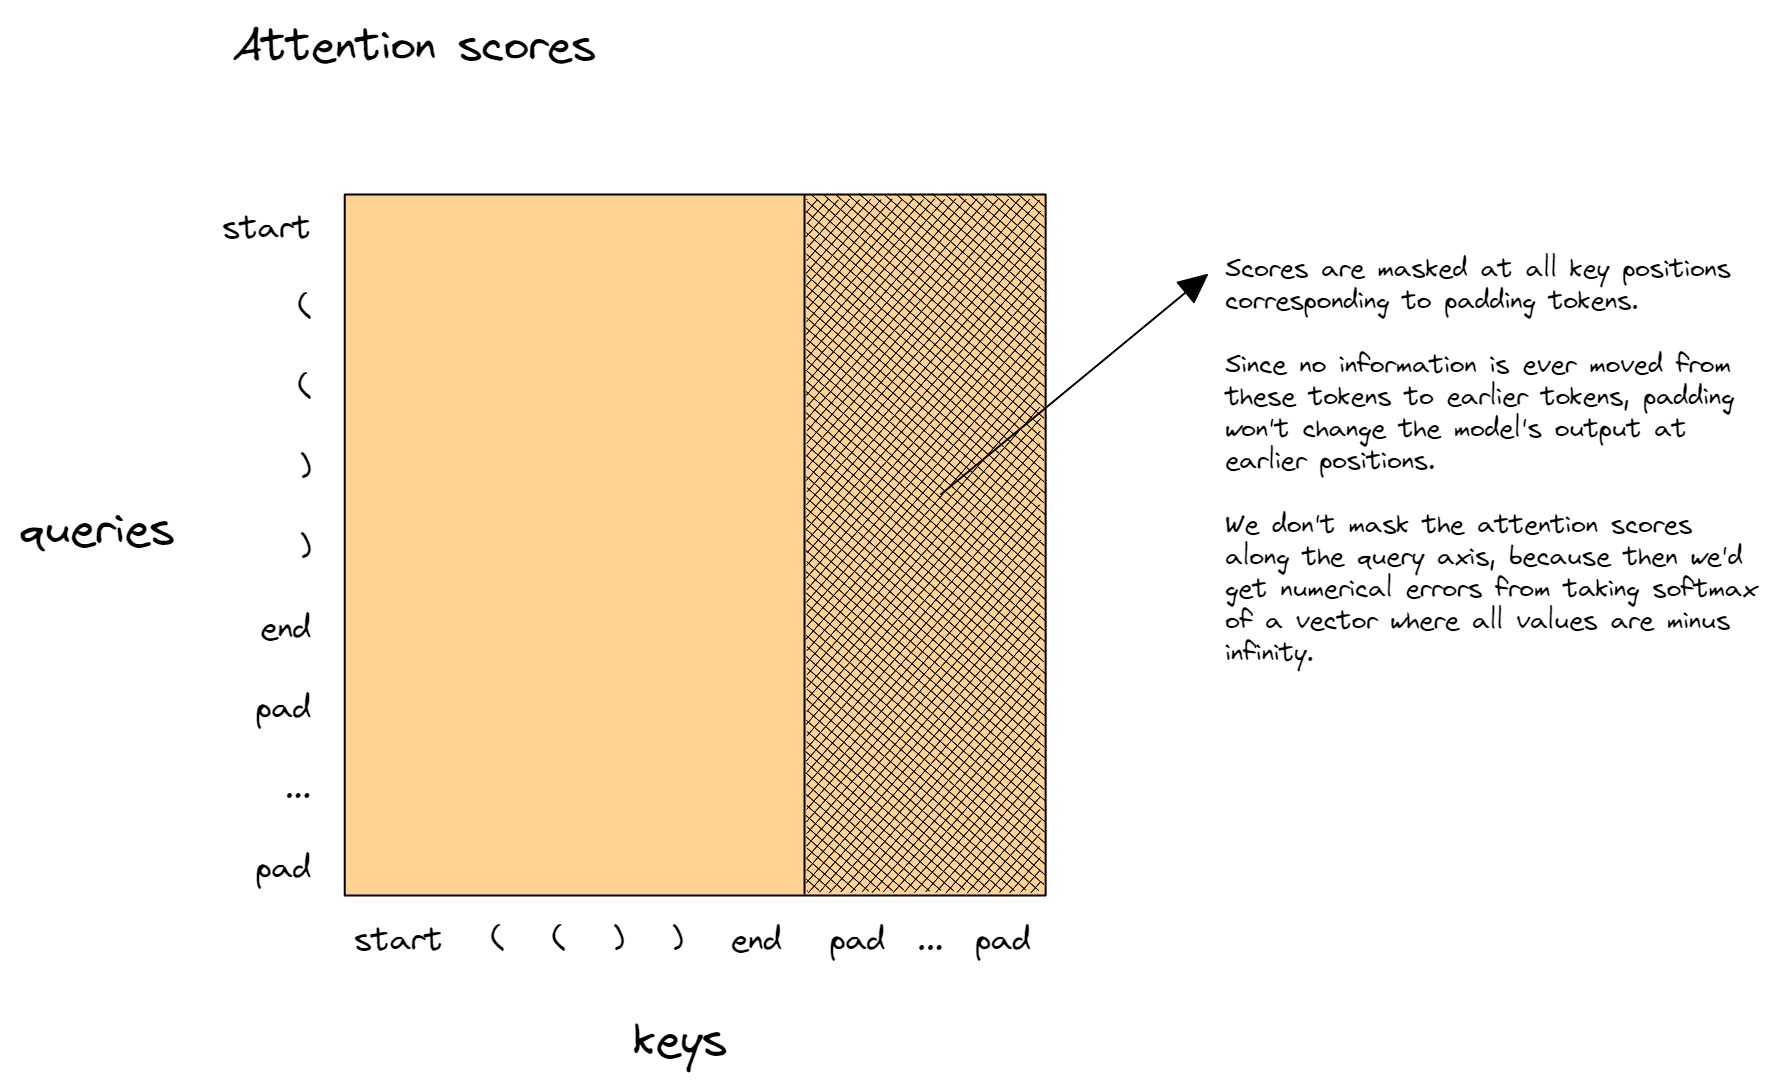 Attention scores
start
(
(
)
queries
)
end
pad
...
pad
start ( ( ) ) end pad ... pad
keys
Scores are masked at all key positions
corresponding to padding tokens.
Since no information is ever moved from
these tokens to earlier tokens, padding
won't change the model's output at
earlier positions.
We don't mask the attention scores
along the query axis, because then we'd
get numerical errors from taking softmax
of a vector where all values are minus
infinity.